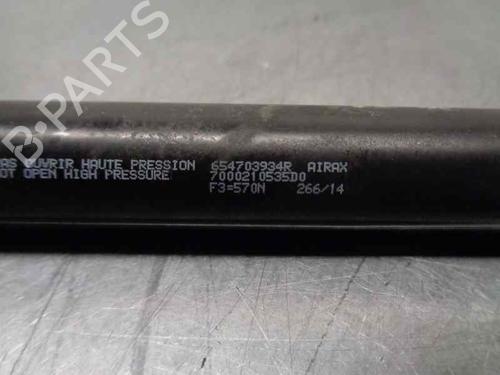 B-Parts
AS OUVRIR HAUTE PRESSION 654703934R AIRAX
OT OPEN HIGH PRESSURE 7000210535D0
F3=570N 266/14